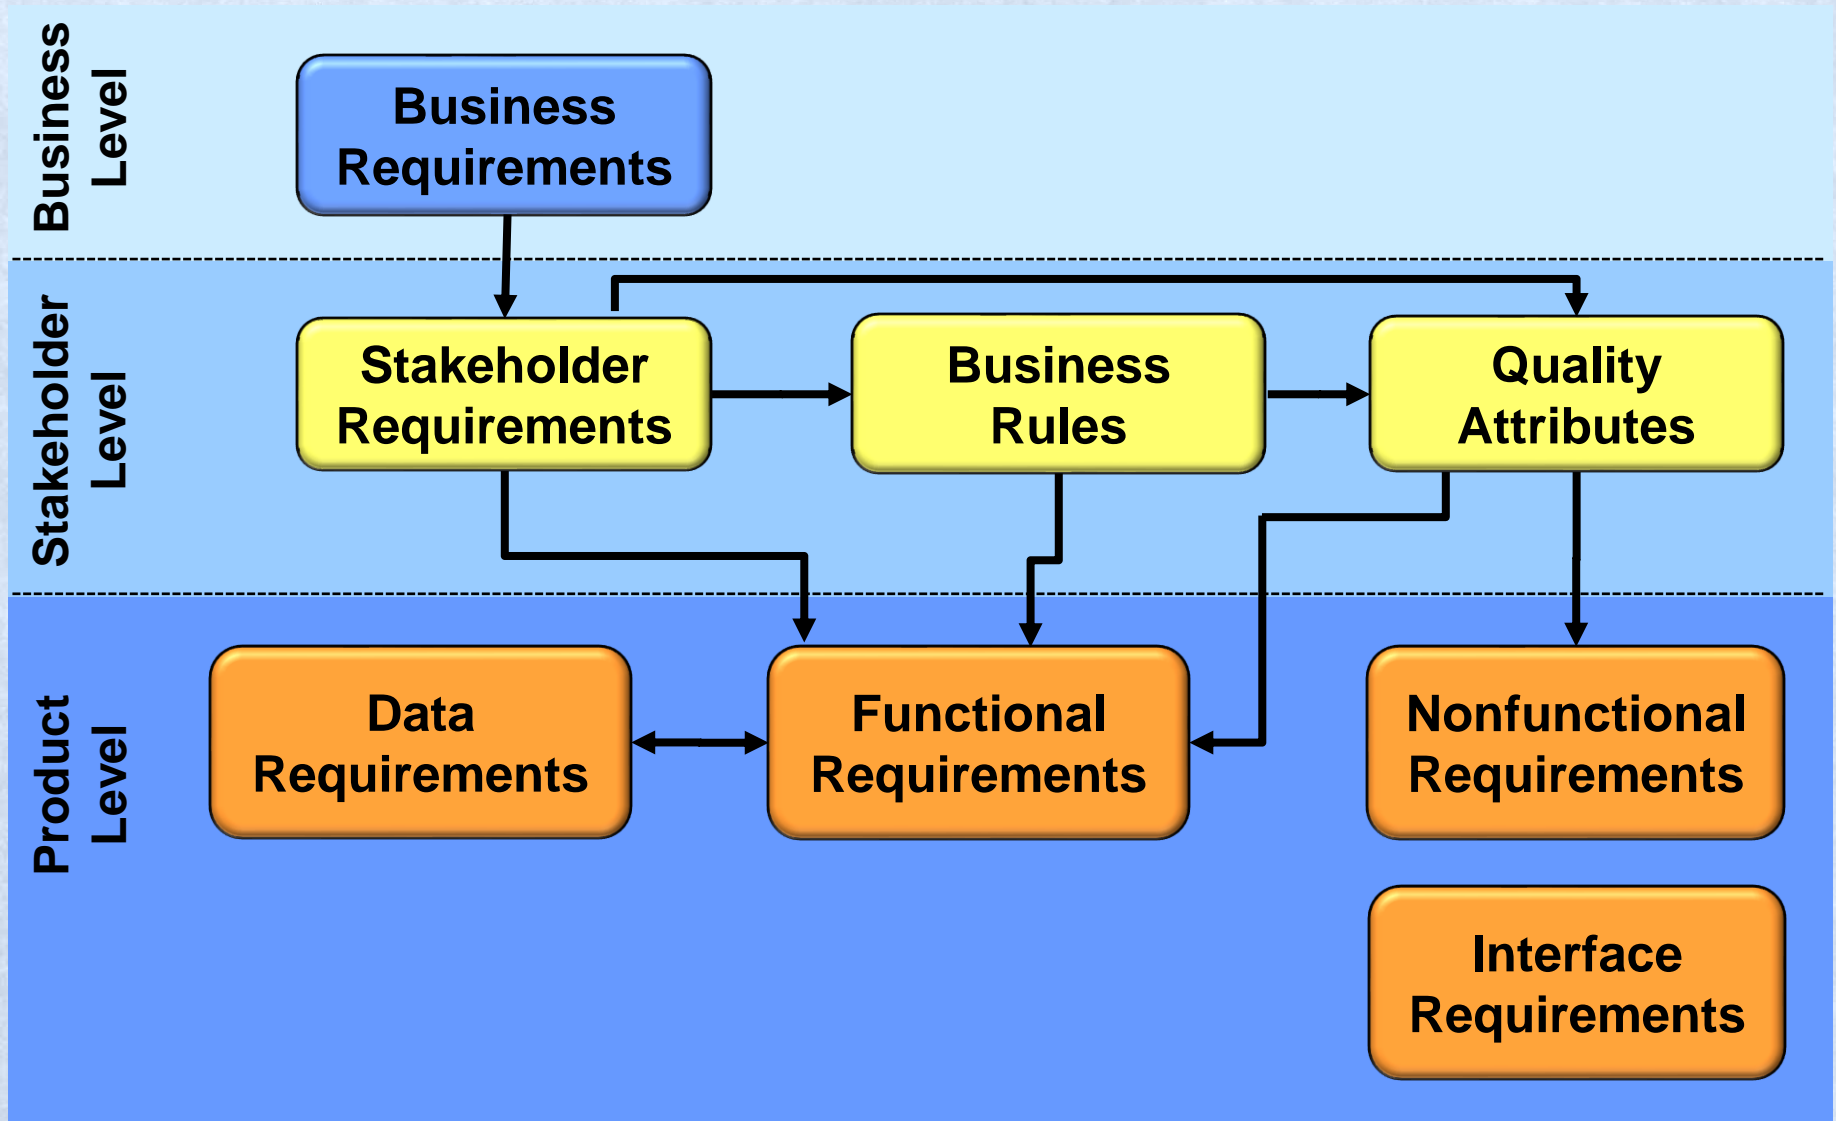 Business
Level
Business
Requirements
Stakeholder
Level
Stakeholder
Requirements
Business
Rules
Quality
Attributes
Product
Level
Data
Requirements
Functional
Requirements
Nonfunctional
Requirements
Interface
Requirements